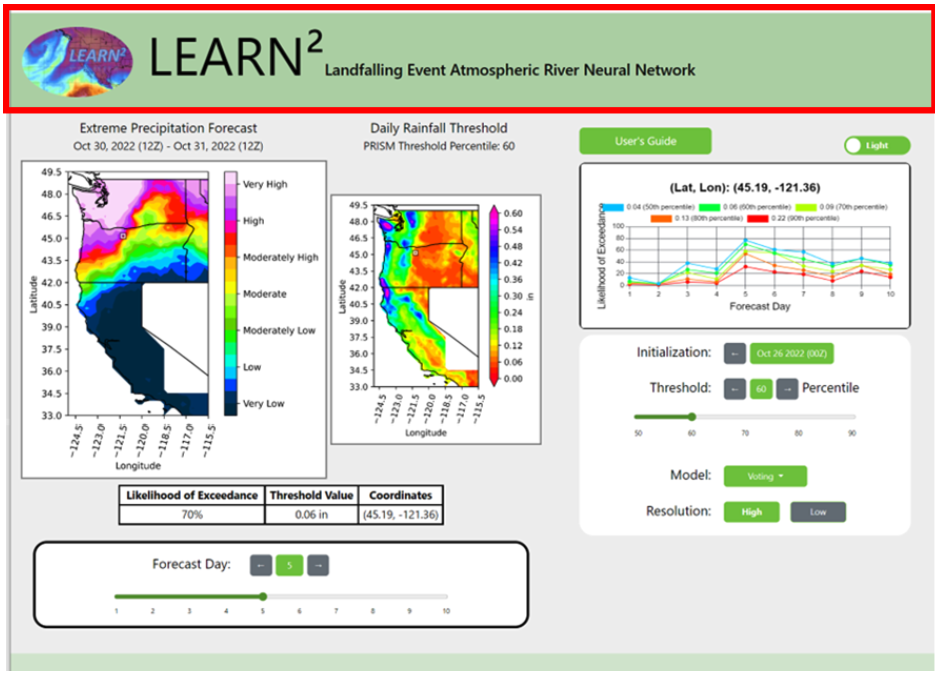 LEARN²
LEARN²
Landfalling Event Atmospheric River Neural Network
Extreme Precipitation Forecast
Oct 30, 2022 (12Z) - Oct 31, 2022 (12Z)
49.5
48.0
46.5
45.0
43.5
42.0
40.5
39.0
37.5
36.0
34.5
33.0
Latitude
-124.5
-123.0
-121.5
-120.0
-118.5
-117.0
-115.5
Longitude
Very High
High
Moderately High
Moderate
Moderately Low
Low
Very Low
Daily Rainfall Threshold
PRISM Threshold Percentile: 60
49.5
48.0
46.5
45.0
43.5
42.0
40.5
39.0
37.5
36.0
34.5
33.0
Latitude
-124.5
-123.0
-121.5
-120.0
-118.5
-117.0
-115.5
Longitude
0.60
0.54
0.48
0.42
0.36
0.30
0.24
0.18
0.12
0.06
0.00
in
Likelihood of Exceedance Threshold Value Coordinates
70% 0.06 in (45.19, -121.36)
Forecast Day: ← 5 →
1 2 3 4 5 6 7 8 9 10
User's Guide
Light
(Lat, Lon): (45.19, -121.36)
0.04 (50th percentile) 0.06 (60th percentile) 0.09 (70th percentile)
0.13 (80th percentile) 0.22 (90th percentile)
Likelihood of Exceedance
100
80
60
40
20
0
1 2 3 4 5 6 7 8 9 10
Forecast Day
Initialization: ← Oct 26 2022 (00Z)
Threshold: ← 60 → Percentile
50 60 70 80 90
Model: Voting
Resolution: High Low